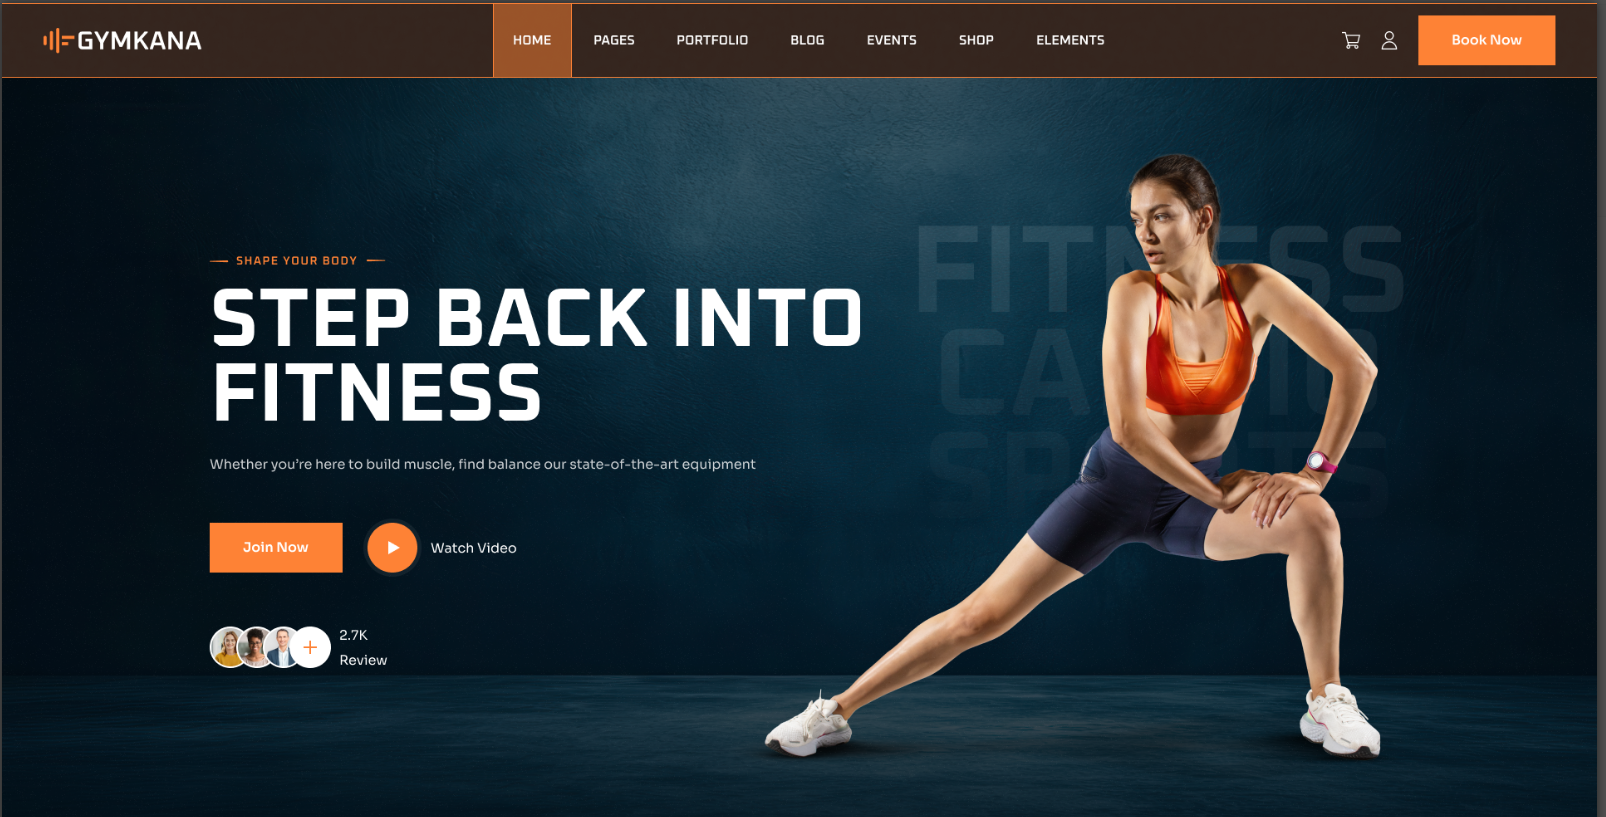 GYMKANA
HOME PAGES PORTFOLIO BLOG EVENTS SHOP ELEMENTS
Book Now
SHAPE YOUR BODY
STEP BACK INTO
FITNESS
Whether you're here to build muscle, find balance our state-of-the-art equipment
Join Now
Watch Video
2.7K
Review
FITNESS